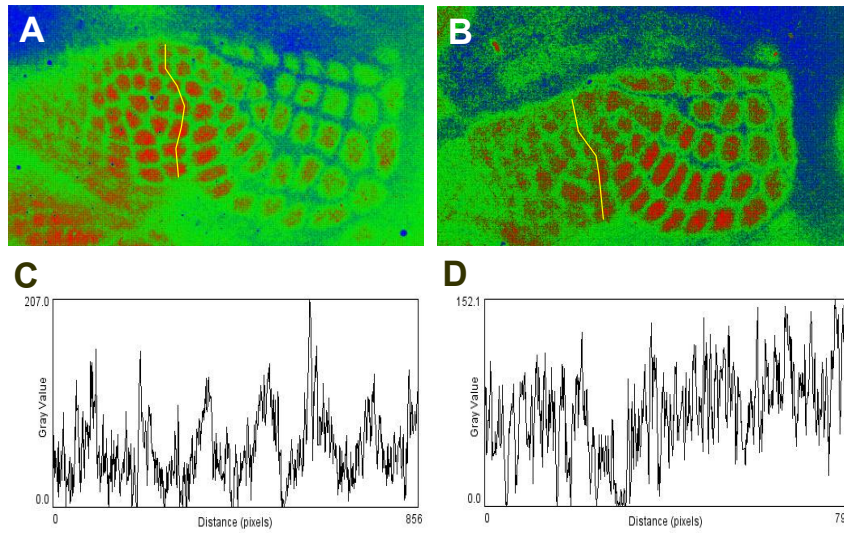 A
B
C
D
207.0
Gray Value
0.0
0
Distance (pixels)
856
152.1
Gray Value
0.0
0
Distance (pixels)
79